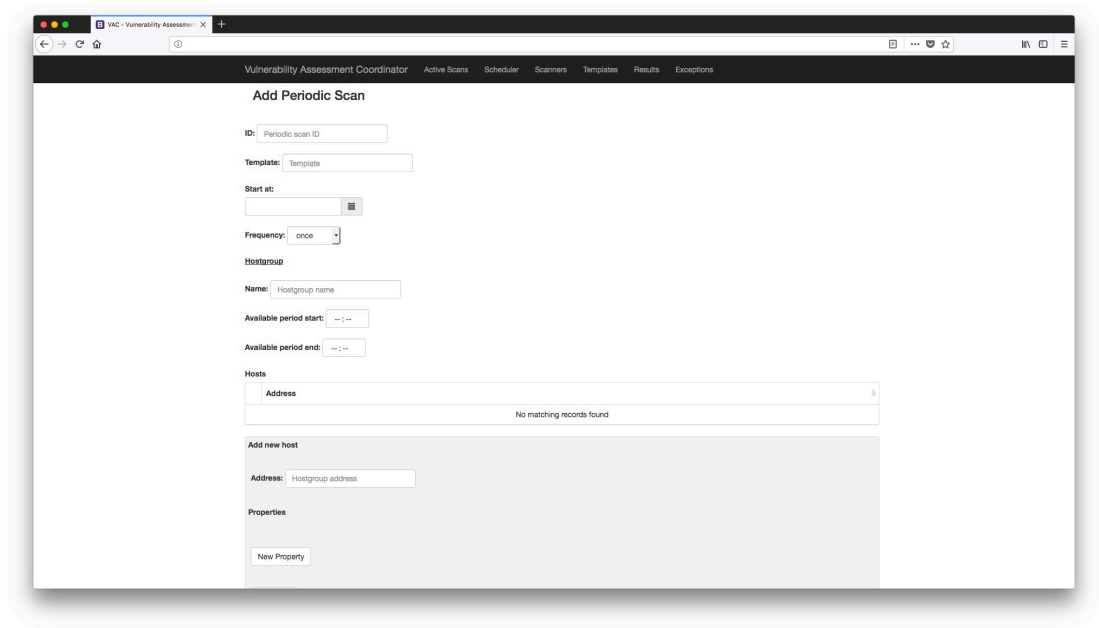 VAC - Vulnerability Assessmen
Vulnerability Assessment Coordinator Active Scans Scheduler Scanners Templates Results Exceptions
Add Periodic Scan
ID: Periodic scan ID
Template: Template
Start at:
Frequency: once
Hostgroup
Name: Hostgroup name
Available period start: -- : --
Available period end: -- : --
Hosts
Address
No matching records found
Add new host
Address: Hostgroup address
Properties
New Property